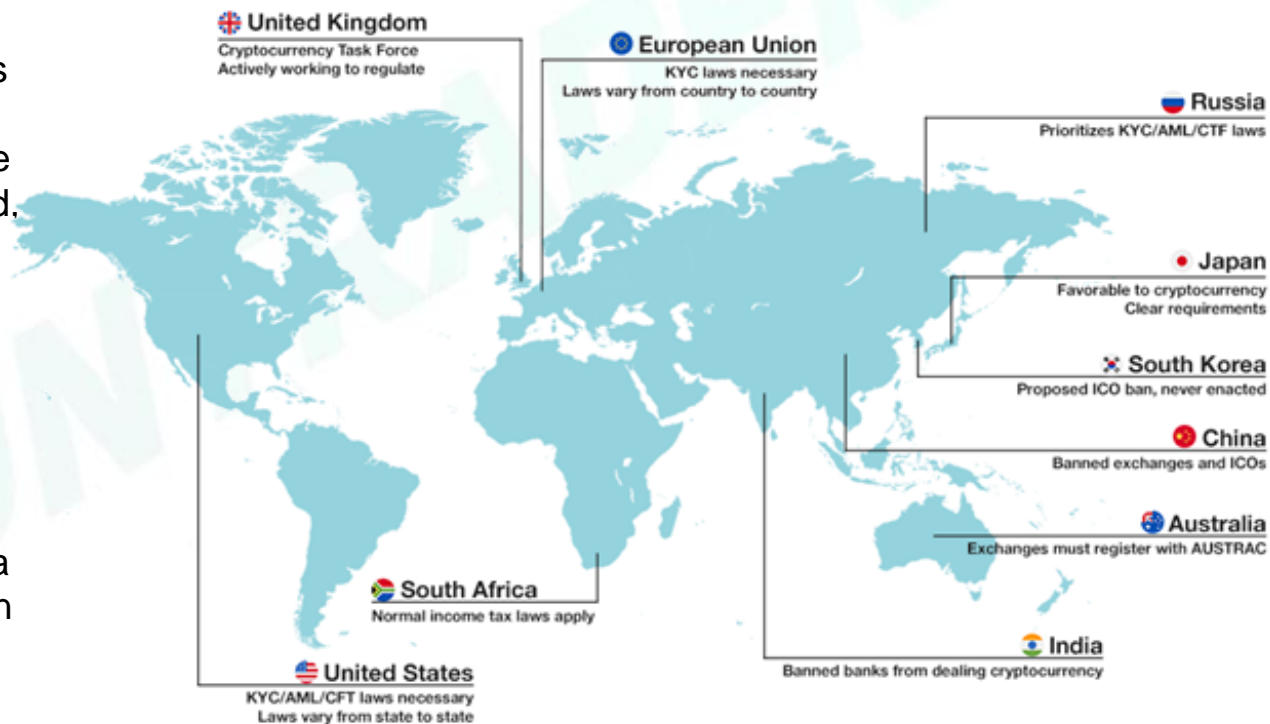 United Kingdom
Cryptocurrency Task Force
Actively working to regulate
European Union
KYC laws necessary
Laws vary from country to country
Russia
Prioritizes KYC/AML/CTF laws
s
e
d,
Japan
Favorable to cryptocurrency
Clear requirements
South Korea
Proposed ICO ban, never enacted
China
Banned exchanges and ICOs
Australia
Exchanges must register with AUSTRAC
a
n
South Africa
Normal income tax laws apply
India
Banned banks from dealing cryptocurrency
United States
KYC/AML/CFT laws necessary
Laws vary from state to state